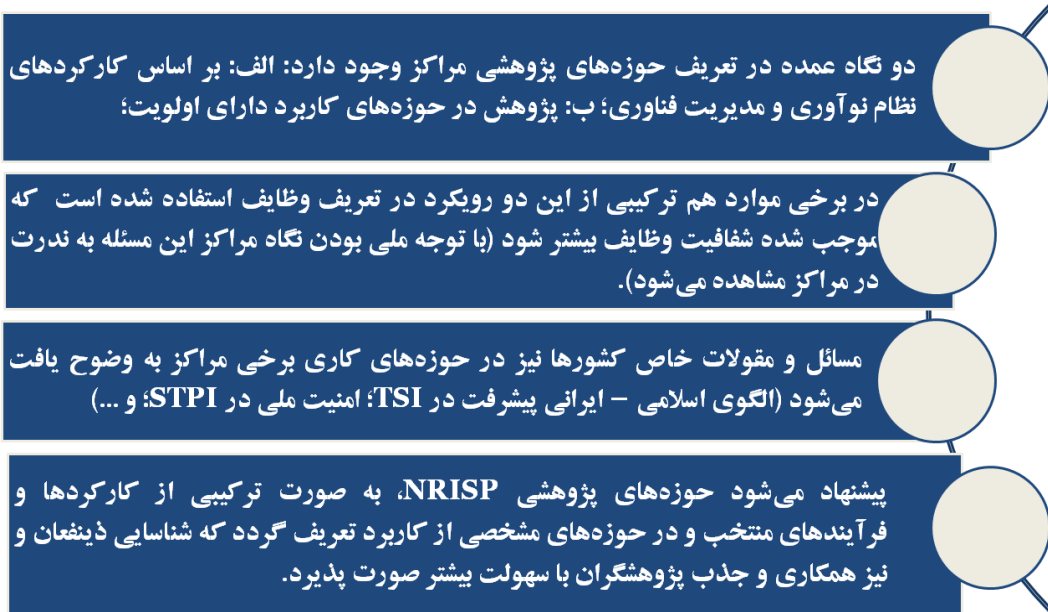 دو نگاه عمده در تعریف حوزه‌های پژوهشی مراکز وجود دارد: الف: بر اساس کارکردهای
نظام نوآوری و مدیریت فناوری؛ ب: پژوهش در حوزه‌های کاربرد دارای اولویت؛
در برخی موارد هم ترکیبی از این دو رویکرد در تعریف وظایف استفاده شده است که
موجب شده شفافیت وظایف بیشتر شود (با توجه ملی بودن نگاه مراکز این مسئله به ندرت
در مراکز مشاهده می‌شود).
مسائل و مقولات خاص کشورها نیز در حوزه‌های کاری برخی مراکز به وضوح یافت
می‌شود (الگوی اسلامی – ایرانی پیشرفت در TSI؛ امنیت ملی در STPI؛ و ...)
پیشنهاد می‌شود حوزه‌های پژوهشی NRISP، به صورت ترکیبی از کارکردها و
فرآیندهای منتخب و در حوزه‌های مشخصی از کاربرد تعریف گردد که شناسایی ذینفعان و
نیز همکاری و جذب پژوهشگران با سهولت بیشتر صورت پذیرد.